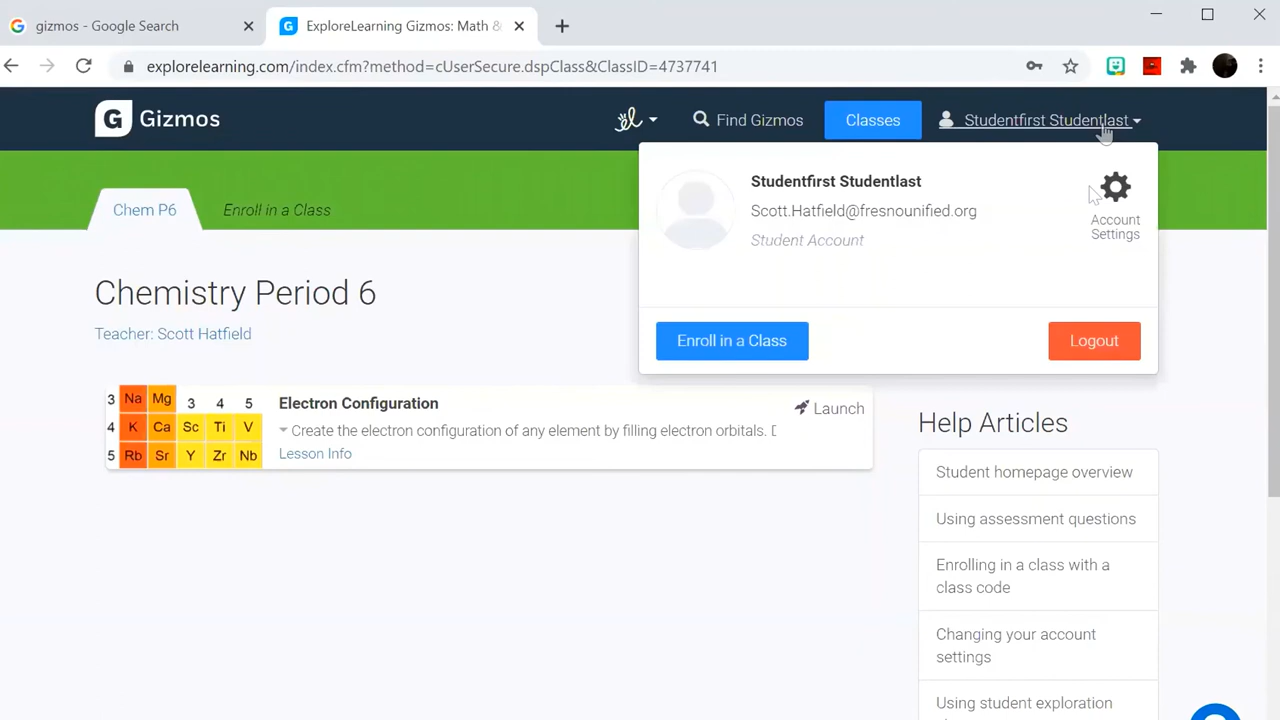 gizmos - Google Search
ExploreLearning Gizmos: Math &
explorelearning.com/index.cfm?method=cUserSecure.dspClass&ClassID=4737741
G Gizmos
Find Gizmos
Classes
Studentfirst Studentlast
Chem P6
Enroll in a Class
Studentfirst Studentlast
Scott.Hatfield@fresnounified.org
Student Account
Account
Settings
Enroll in a Class
Logout
Chemistry Period 6
Teacher: Scott Hatfield
3 Na Mg 3 4 5
4 K Ca Sc Ti V
5 Rb Sr Y Zr Nb
Electron Configuration
Create the electron configuration of any element by filling electron orbitals.
Lesson Info
Launch
Help Articles
Student homepage overview
Using assessment questions
Enrolling in a class with a
class code
Changing your account
settings
Using student exploration